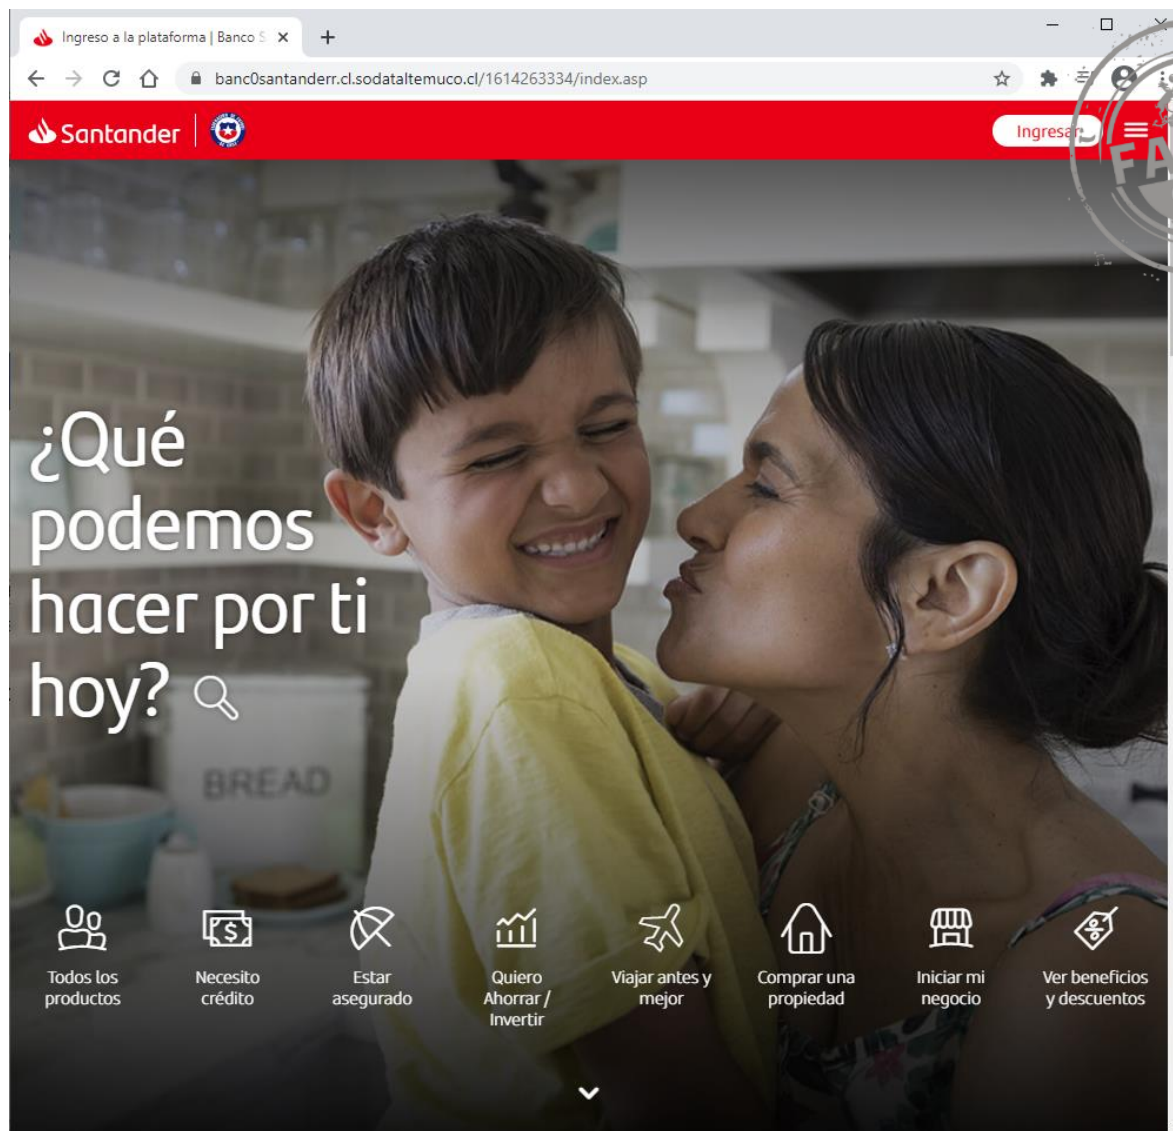 Ingreso a la plataforma | Banco S
banc0santanderr.cl.sodataltemuco.cl/1614263334/index.asp
Santander
Ingresar
¿Qué
podemos
hacer por ti
hoy?
BREAD
Todos los
productos
Necesito
crédito
Estar
asegurado
Quiero
Ahorrar /
Invertir
Viajar antes y
mejor
Comprar una
propiedad
Iniciar mi
negocio
Ver beneficios
y descuentos